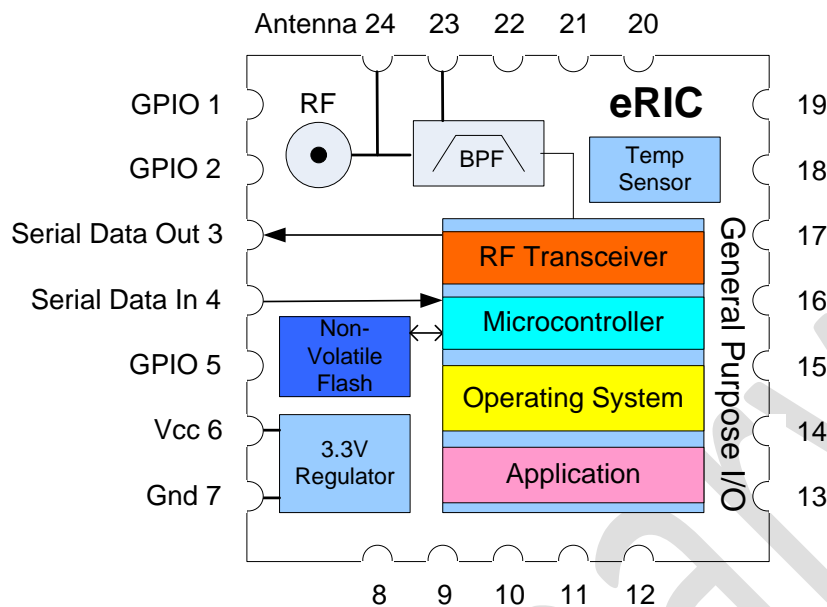 Antenna 24 23 22 21 20
GPIO 1
RF
eRIC
19
GPIO 2
BPF
Temp
Sensor
18
Serial Data Out 3
RF Transceiver
17
Serial Data In 4
Microcontroller
16
Non-
Volatile
Flash
GPIO 5
Operating System
15
Vcc 6
3.3V
Regulator
14
Gnd 7
Application
13
General Purpose I/O
8 9 10 11 12